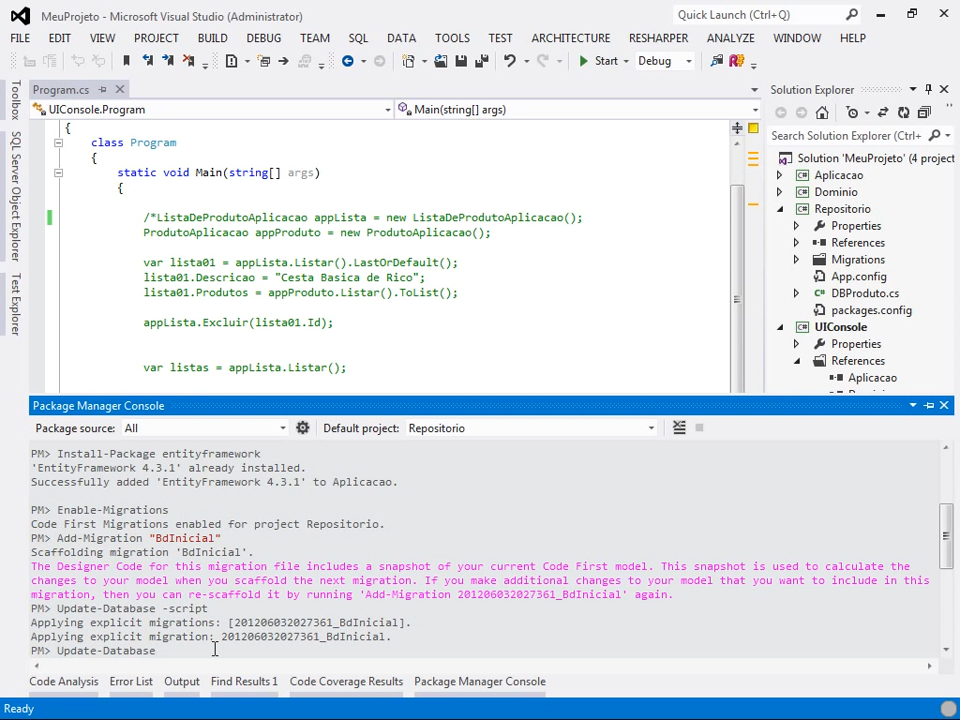 MeuProjeto - Microsoft Visual Studio (Administrator)
Quick Launch (Ctrl+Q)
FILE EDIT VIEW PROJECT BUILD DEBUG TEAM SQL DATA TOOLS TEST ARCHITECTURE RESHARPER ANALYZE WINDOW HELP
Start Debug
Program.cs
UIConsole.Program
Main(string[] args)
{
class Program
{
static void Main(string[] args)
{
/*ListaDeProdutoAplicacao appLista = new ListaDeProdutoAplicacao();
ProdutoAplicacao appProduto = new ProdutoAplicacao();
var lista01 = appLista.Listar().LastOrDefault();
lista01.Descricao = "Cesta Basica de Rico";
lista01.Produtos = appProduto.Listar().ToList();
appLista.Excluir(lista01.Id);
var listas = appLista.Listar();
Toolbox
SQL Server Object Explorer
Test Explorer
Solution Explorer
Search Solution Explorer (Ctrl+
Solution 'MeuProjeto' (4 project
Aplicacao
Dominio
Repositorio
Properties
References
Migrations
App.config
DBProduto.cs
packages.config
UIConsole
Properties
References
Aplicacao
Package Manager Console
Package source: All Default project: Repositorio
PM> Install-Package entityframework
'EntityFramework 4.3.1' already installed.
Successfully added 'EntityFramework 4.3.1' to Aplicacao.
PM> Enable-Migrations
Code First Migrations enabled for project Repositorio.
PM> Add-Migration "BdInicial"
Scaffolding migration 'BdInicial'.
The Designer Code for this migration file includes a snapshot of your current Code First model. This snapshot is used to calculate the
changes to your model when you scaffold the next migration. If you make additional changes to your model that you want to include in this
migration, then you can re-scaffold it by running 'Add-Migration 201206032027361_BdInicial' again.
PM> Update-Database -script
Applying explicit migrations: [201206032027361_BdInicial].
Applying explicit migration: 201206032027361_BdInicial.
PM> Update-Database
Code Analysis Error List Output Find Results 1 Code Coverage Results Package Manager Console
Ready